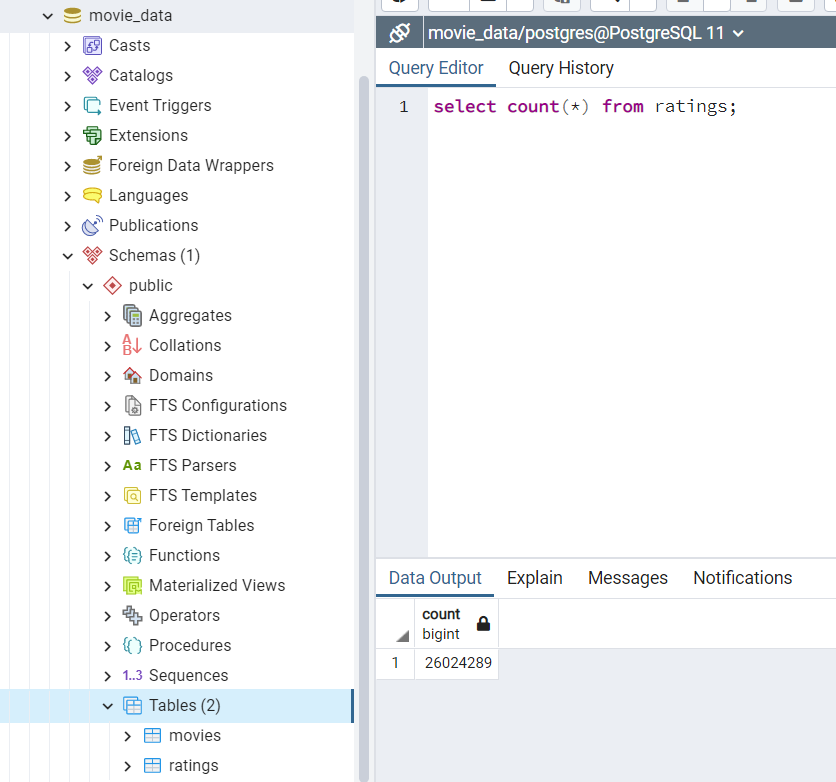 movie_data
Casts
Catalogs
Event Triggers
Extensions
Foreign Data Wrappers
Languages
Publications
Schemas (1)
public
Aggregates
Collations
Domains
FTS Configurations
FTS Dictionaries
Aa FTS Parsers
FTS Templates
Foreign Tables
Functions
Materialized Views
Operators
Procedures
1..3 Sequences
Tables (2)
movies
ratings
movie_data/postgres@PostgreSQL 11
Query Editor Query History
1 select count(*) from ratings;
Data Output Explain Messages Notifications
count
bigint
1 26024289